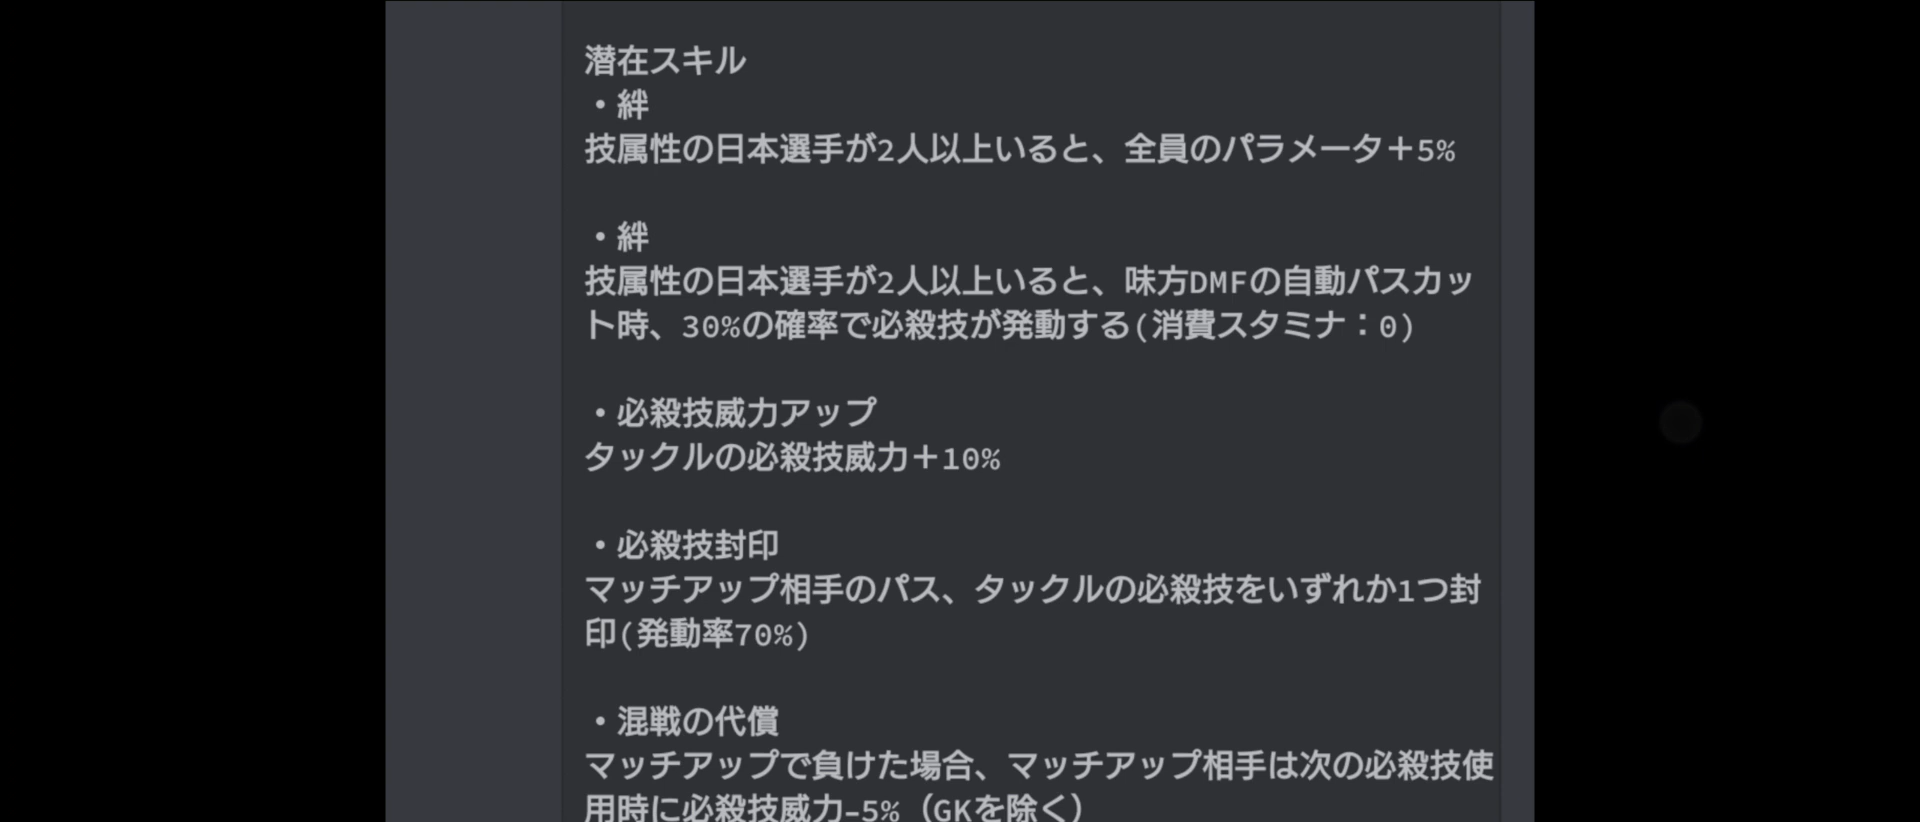 潜在スキル
・絆
技属性の日本選手が2人以上いると、全員のパラメータ＋5%
・絆
技属性の日本選手が2人以上いると、味方DMFの自動パスカッ
ト時、30%の確率で必殺技が発動する(消費スタミナ：0)
・必殺技威力アップ
タックルの必殺技威力＋10%
・必殺技封印
マッチアップ相手のパス、タックルの必殺技をいずれか1つ封
印(発動率70%)
・混戦の代償
マッチアップで負けた場合、マッチアップ相手は次の必殺技使
用時に必殺技威力-5%（GKを除く）